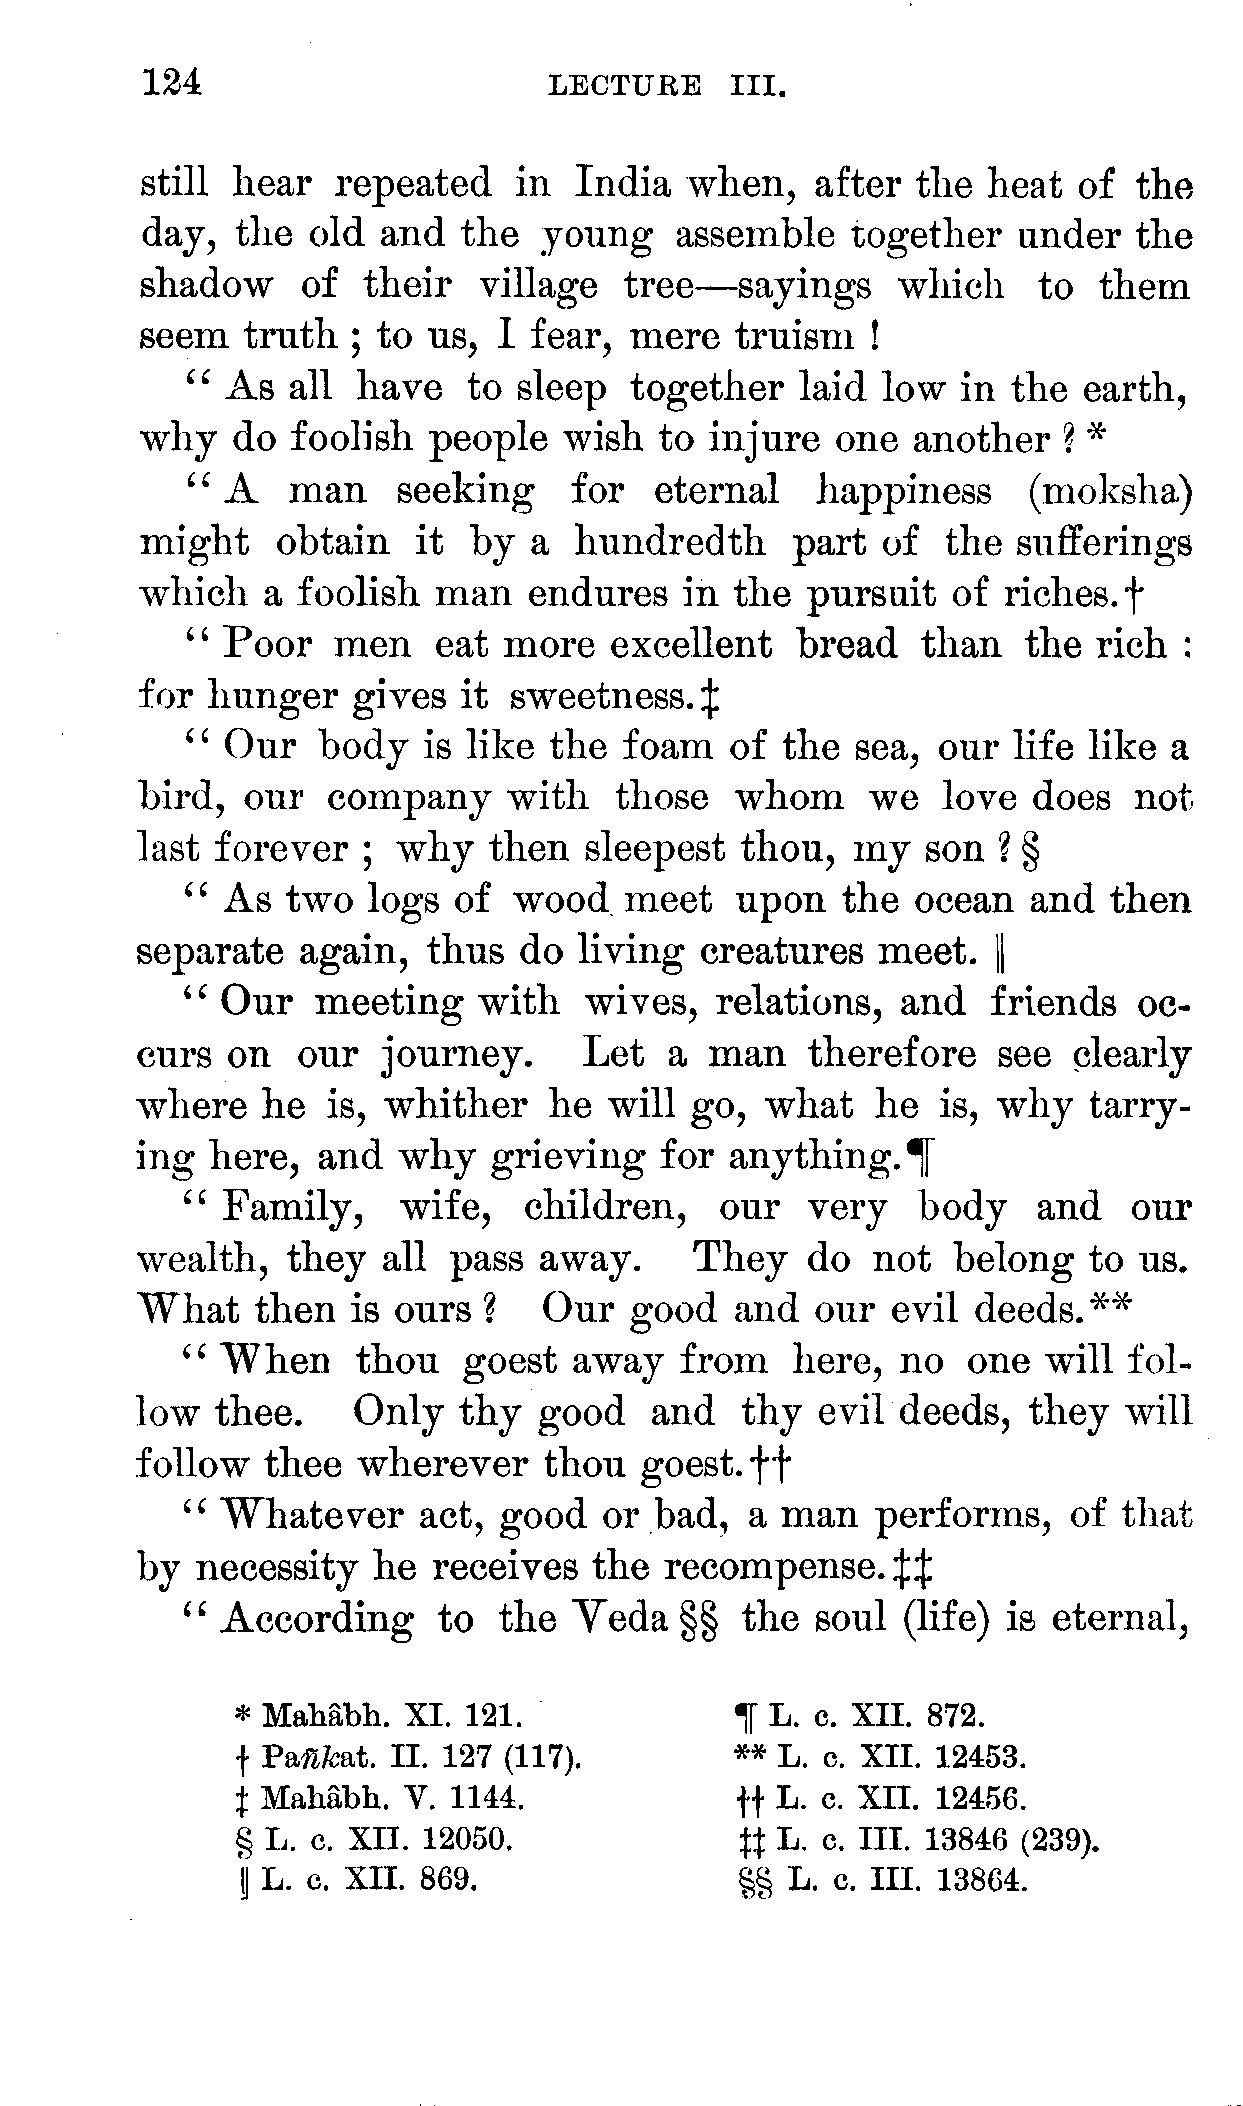 124 LECTURE III.
still hear repeated in India when, after the heat of the
day, the old and the young assemble together under the
shadow of their village tree—sayings which to them
seem truth ; to us, I fear, mere truism !
“ As all have to sleep together laid low in the earth,
why do foolish people wish to injure one another ? *
“ A man seeking for eternal happiness (moksha)
might obtain it by a hundredth part of the sufferings
which a foolish man endures in the pursuit of riches.†
“ Poor men eat more excellent bread than the rich :
for hunger gives it sweetness.‡
“ Our body is like the foam of the sea, our life like a
bird, our company with those whom we love does not
last forever ; why then sleepest thou, my son ? §
“ As two logs of wood meet upon the ocean and then
separate again, thus do living creatures meet. ‖
“ Our meeting with wives, relations, and friends oc-
curs on our journey. Let a man therefore see clearly
where he is, whither he will go, what he is, why tarry-
ing here, and why grieving for anything.¶
“ Family, wife, children, our very body and our
wealth, they all pass away. They do not belong to us.
What then is ours ? Our good and our evil deeds.**
“ When thou goest away from here, no one will fol-
low thee. Only thy good and thy evil deeds, they will
follow thee wherever thou goest.††
“ Whatever act, good or bad, a man performs, of that
by necessity he receives the recompense.‡‡
“ According to the Veda §§ the soul (life) is eternal,
* Mahâbh. XI. 121.
† Pañkat. II. 127 (117).
‡ Mahâbh. V. 1144.
§ L. c. XII. 12050.
‖ L. c. XII. 869.
¶ L. c. XII. 872.
** L. c. XII. 12453.
†† L. c. XII. 12456.
‡‡ L. c. III. 13846 (239).
§§ L. c. III. 13864.